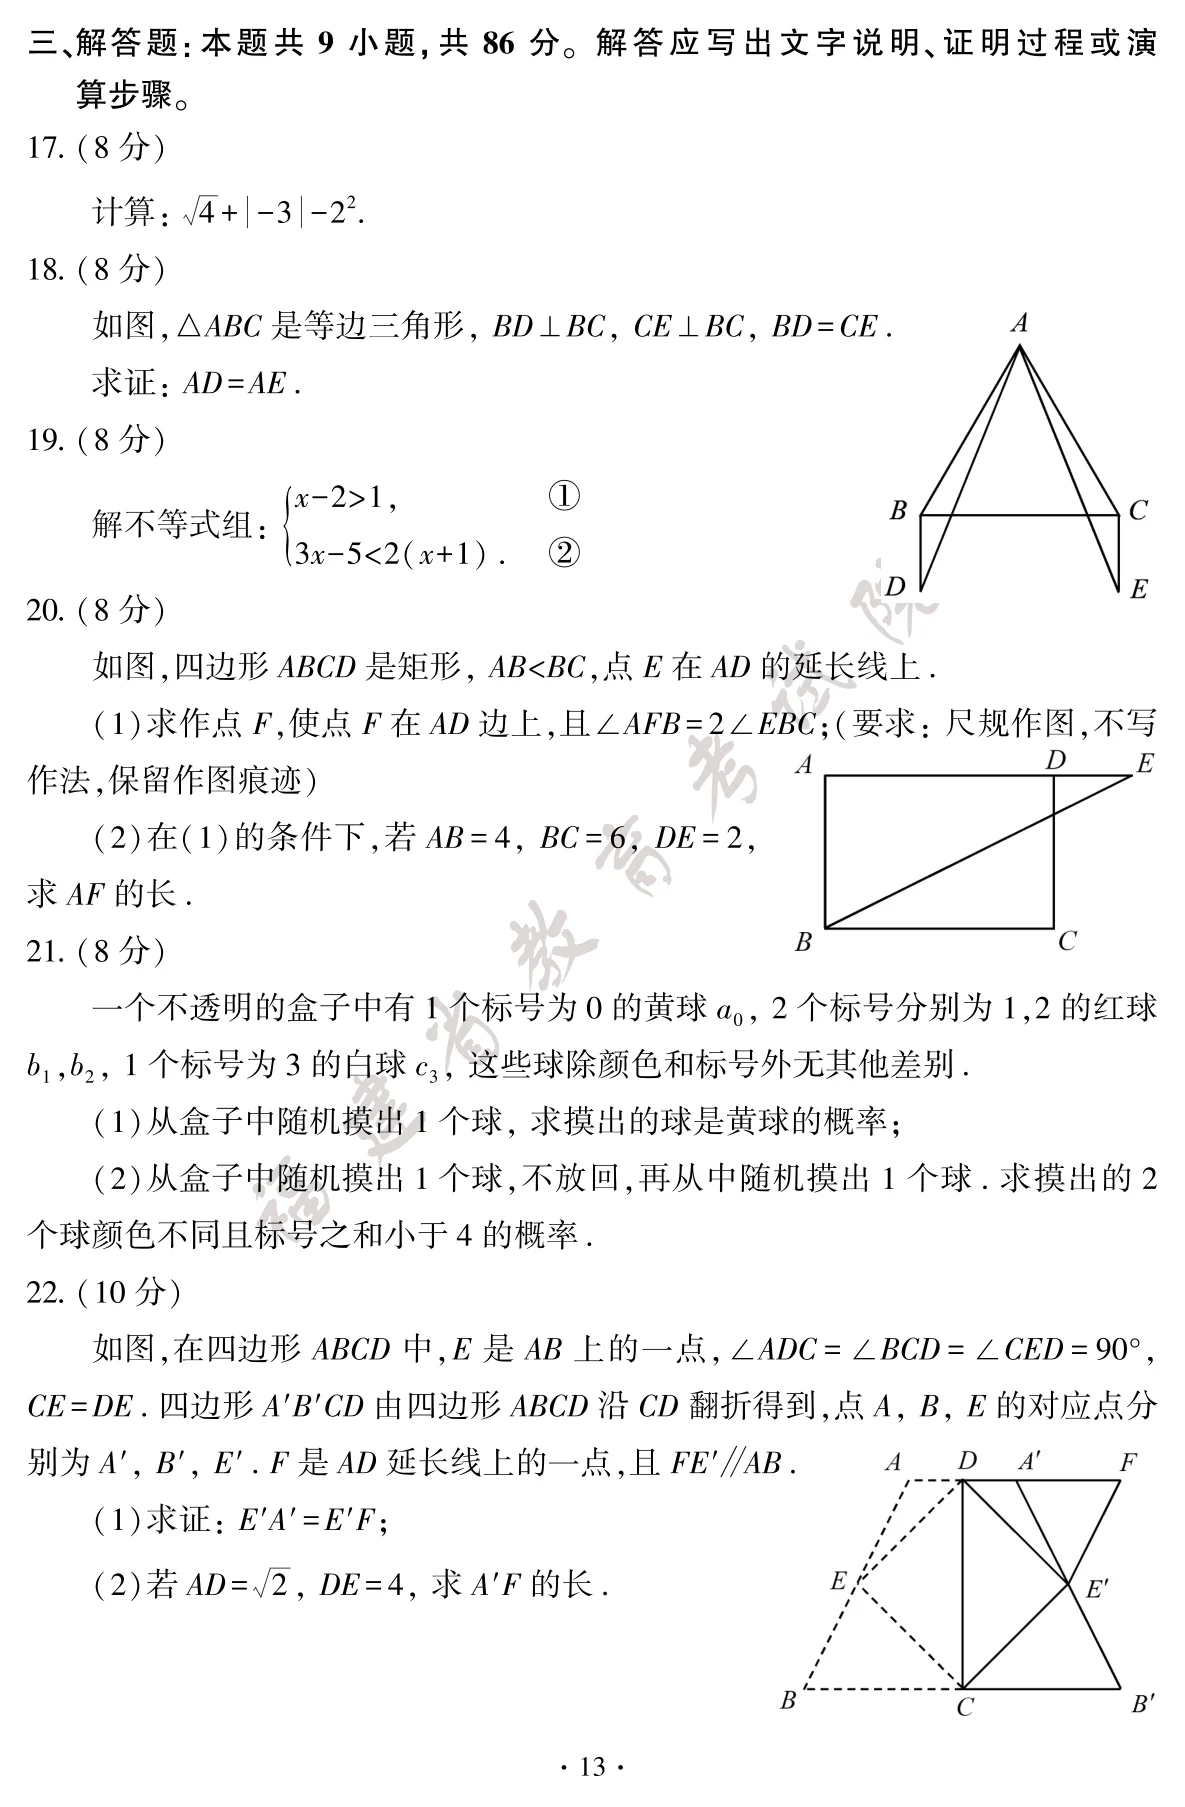 三、解答题:本题共 9 小题,共 86 分。解答应写出文字说明、证明过程或演
算步骤。
17. (8 分)
计算: √4+|-3|-2².
18. (8 分)
如图,△ABC 是等边三角形, BD⊥BC, CE⊥BC, BD=CE.
求证: AD=AE.
A
B
C
D
E
19. (8 分)
解不等式组: {x-2>1, ①
3x-5<2(x+1). ②
20. (8 分)
如图,四边形 ABCD 是矩形, AB<BC,点 E 在 AD 的延长线上.
(1)求作点 F,使点 F 在 AD 边上,且∠AFB=2∠EBC;(要求: 尺规作图,不写
作法,保留作图痕迹)
(2)在(1)的条件下,若 AB=4, BC=6, DE=2,
求 AF 的长.
A
D
E
B
C
21. (8 分)
一个不透明的盒子中有 1 个标号为 0 的黄球 a₀, 2 个标号分别为 1,2 的红球
b₁,b₂, 1 个标号为 3 的白球 c₃, 这些球除颜色和标号外无其他差别.
(1)从盒子中随机摸出 1 个球, 求摸出的球是黄球的概率;
(2)从盒子中随机摸出 1 个球,不放回,再从中随机摸出 1 个球. 求摸出的 2
个球颜色不同且标号之和小于 4 的概率.
22. (10 分)
如图,在四边形 ABCD 中,E 是 AB 上的一点,∠ADC=∠BCD=∠CED=90°,
CE=DE. 四边形 A′B′CD 由四边形 ABCD 沿 CD 翻折得到,点 A, B, E 的对应点分
别为 A′, B′, E′. F 是 AD 延长线上的一点,且 FE′∥AB.
(1)求证: E′A′=E′F;
(2)若 AD=√2, DE=4, 求 A′F 的长.
A
D
A′
F
E
E′
B
C
B′
· 13 ·
福建省教育考试院